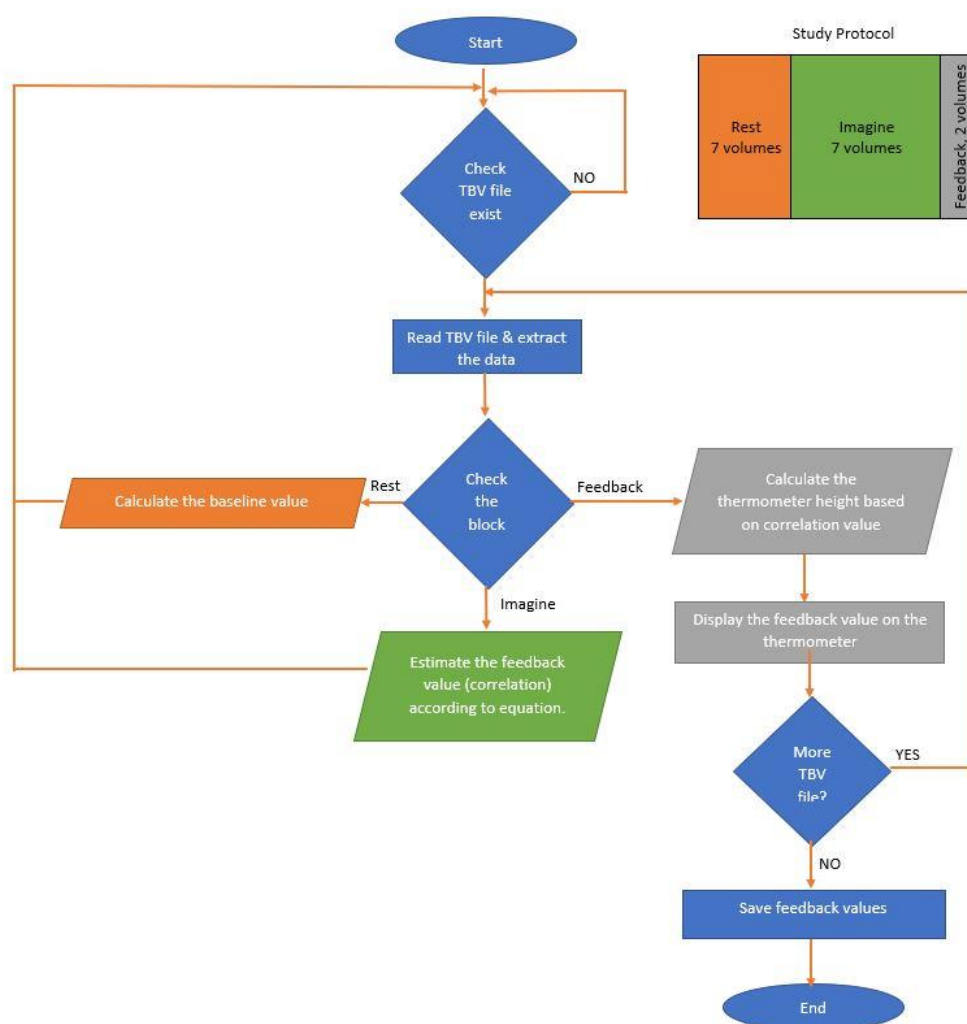 Start
Study Protocol
Rest
7 volumes
Imagine
7 volumes
Feedback, 2 volumes
Check
TBV file
exist
NO
Read TBV file & extract
the data
Check
the
block
Rest
Feedback
Imagine
Calculate the baseline value
Calculate the
thermometer height based
on correlation value
Display the feedback value on the
thermometer
Estimate the feedback
value (correlation)
according to equation.
More
TBV
file?
YES
NO
Save feedback values
End